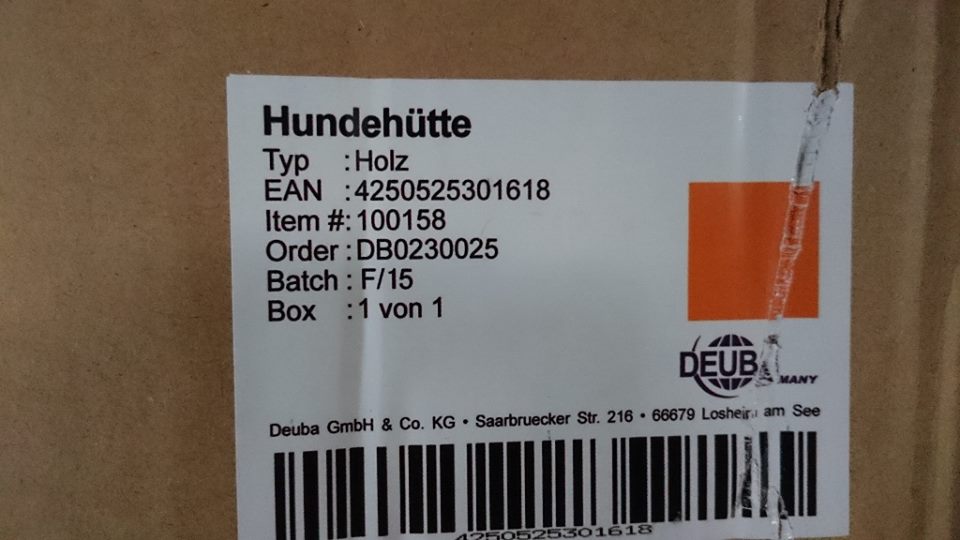 Hundehütte
Typ : Holz
EAN : 4250525301618
Item #: 100158
Order : DB0230025
Batch : F/15
Box : 1 von 1
DEUBA
Deuba GmbH & Co. KG • Saarbruecker Str. 216 • 66679 Losheim am See
4250525301618